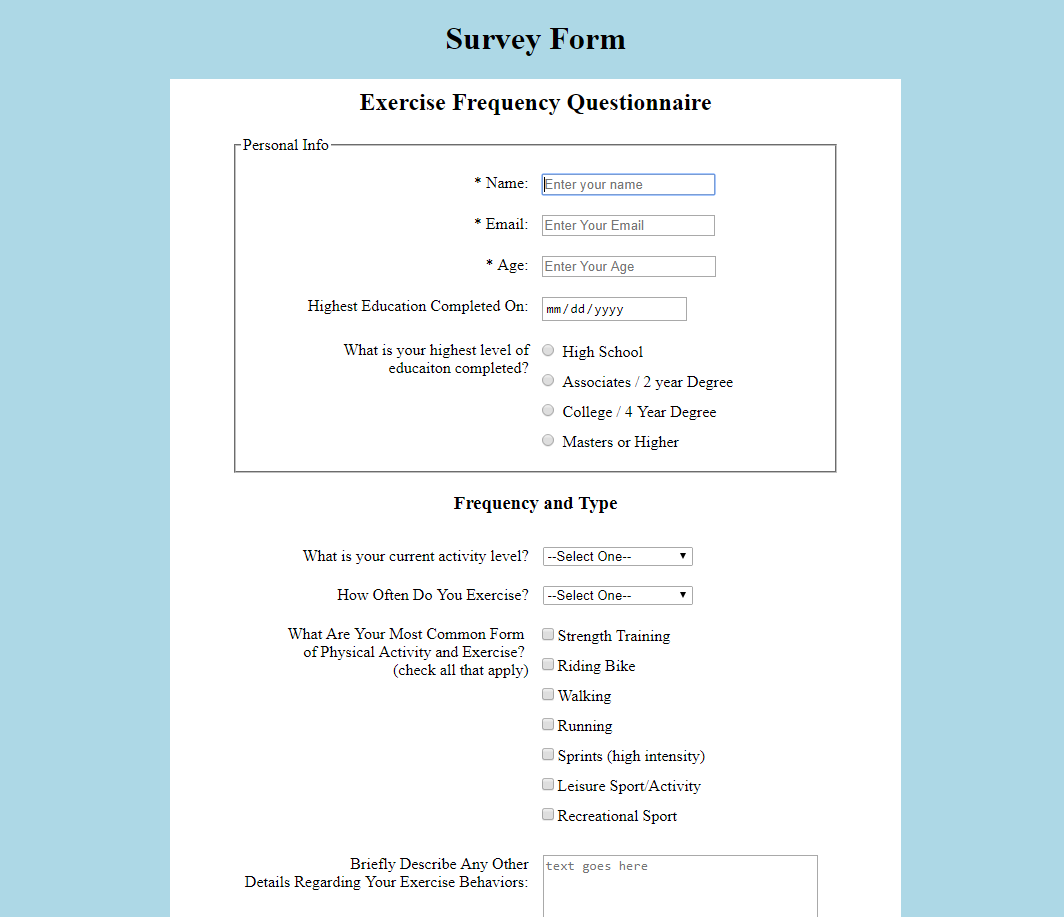 Survey Form
Exercise Frequency Questionnaire
Personal Info
* Name: Enter your name
* Email: Enter Your Email
* Age: Enter Your Age
Highest Education Completed On: mm/dd/yyyy
What is your highest level of
educaiton completed?
High School
Associates / 2 year Degree
College / 4 Year Degree
Masters or Higher
Frequency and Type
What is your current activity level? --Select One--
How Often Do You Exercise? --Select One--
What Are Your Most Common Form
of Physical Activity and Exercise?
(check all that apply)
Strength Training
Riding Bike
Walking
Running
Sprints (high intensity)
Leisure Sport/Activity
Recreational Sport
Briefly Describe Any Other
Details Regarding Your Exercise Behaviors:
text goes here